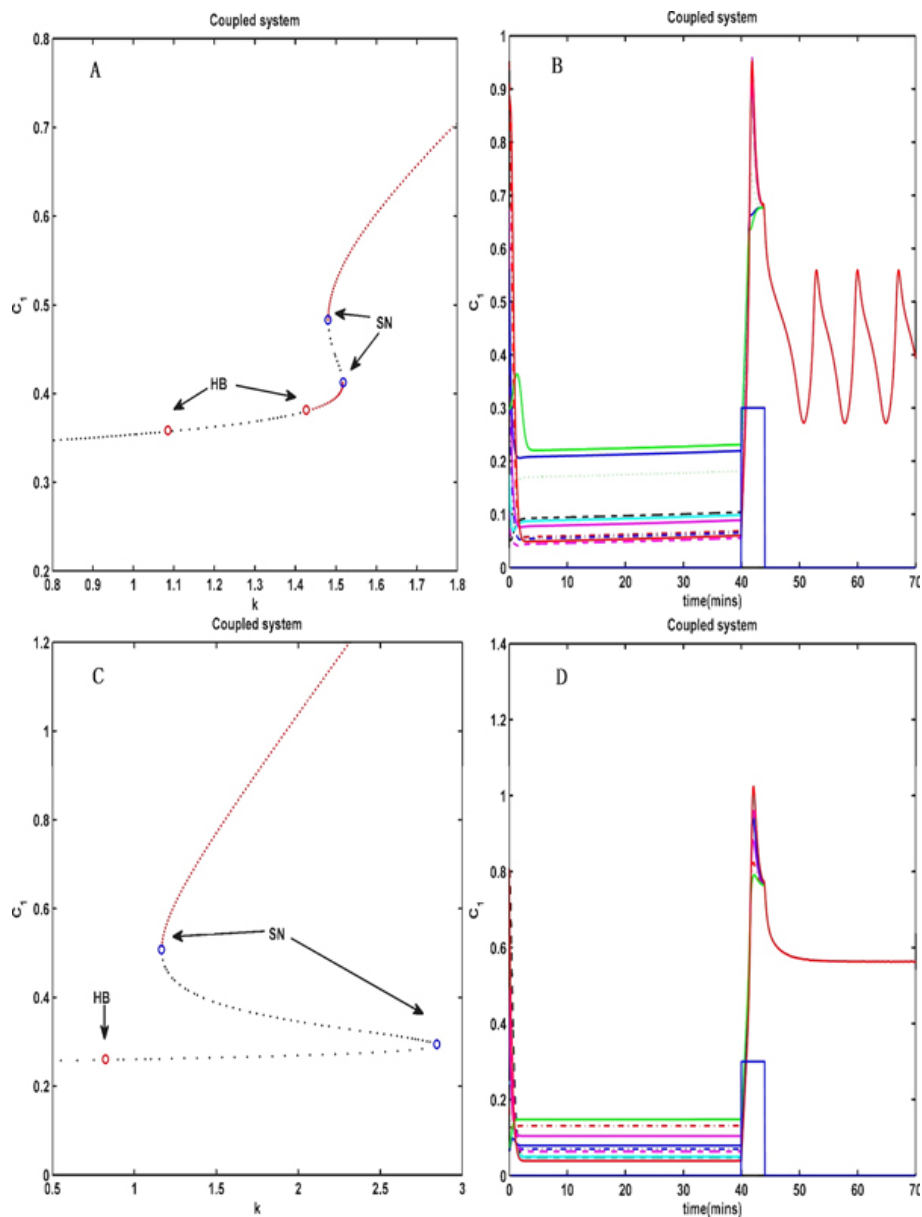 Coupled system
A
0.8
0.7
0.6
0.5
0.4
0.3
0.2
C1
SN
HB
0.8 0.9 1 1.1 1.2 1.3 1.4 1.5 1.6 1.7 1.8
k
Coupled system
B
1
0.9
0.8
0.7
0.6
0.5
0.4
0.3
0.2
0.1
0
C1
0 10 20 30 40 50 60 70
time(mins)
Coupled system
C
1.2
1
0.8
0.6
0.4
0.2
0
C1
SN
HB
0.5 1 1.5 2 2.5 3
k
Coupled system
D
1.4
1.2
1
0.8
0.6
0.4
0.2
0
C1
0 10 20 30 40 50 60 70
time(mins)